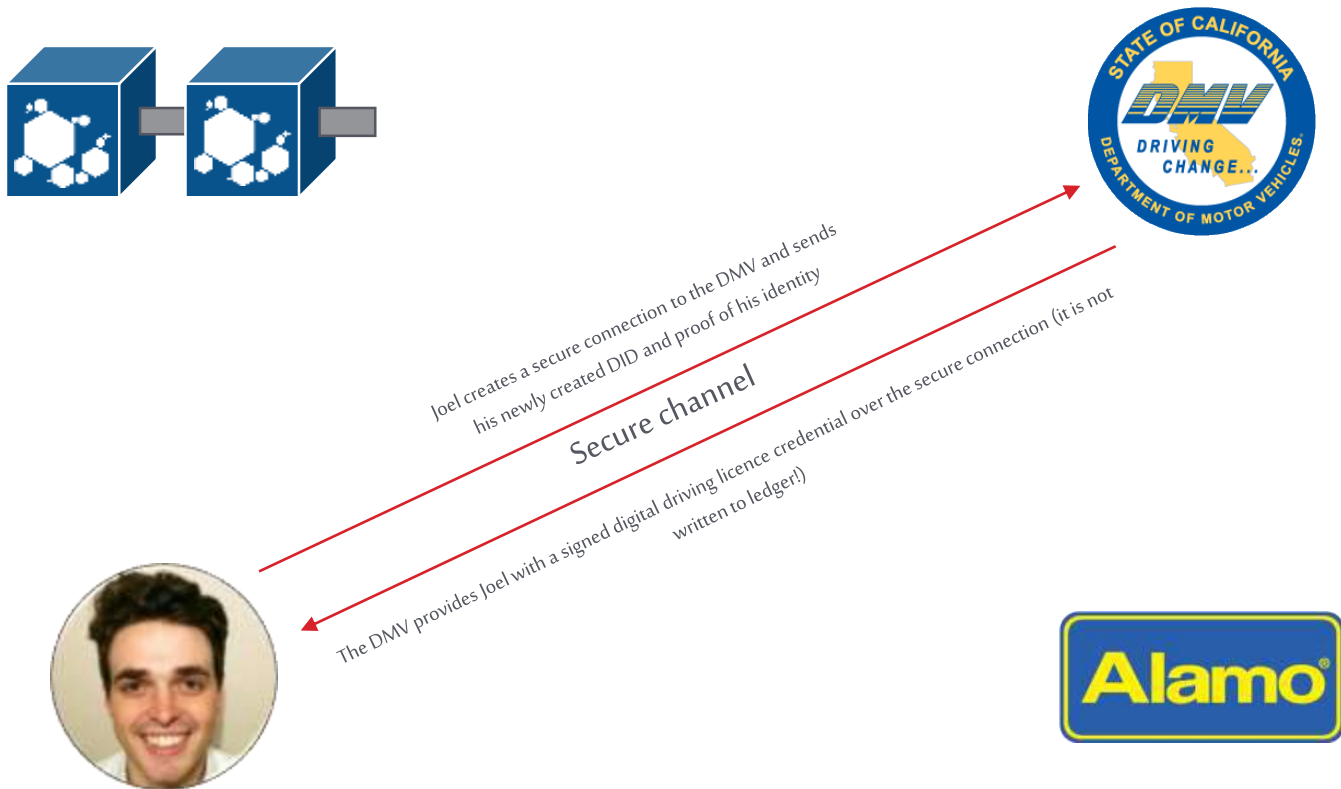 STATE OF CALIFORNIA
DMV
DRIVING
CHANGE...
DEPARTMENT OF MOTOR VEHICLES.
Joel creates a secure connection to the DMV and sends
his newly created DID and proof of his identity
Secure channel
The DMV provides Joel with a signed digital driving licence credential over the secure connection (it is not
written to ledger!)
Alamo®